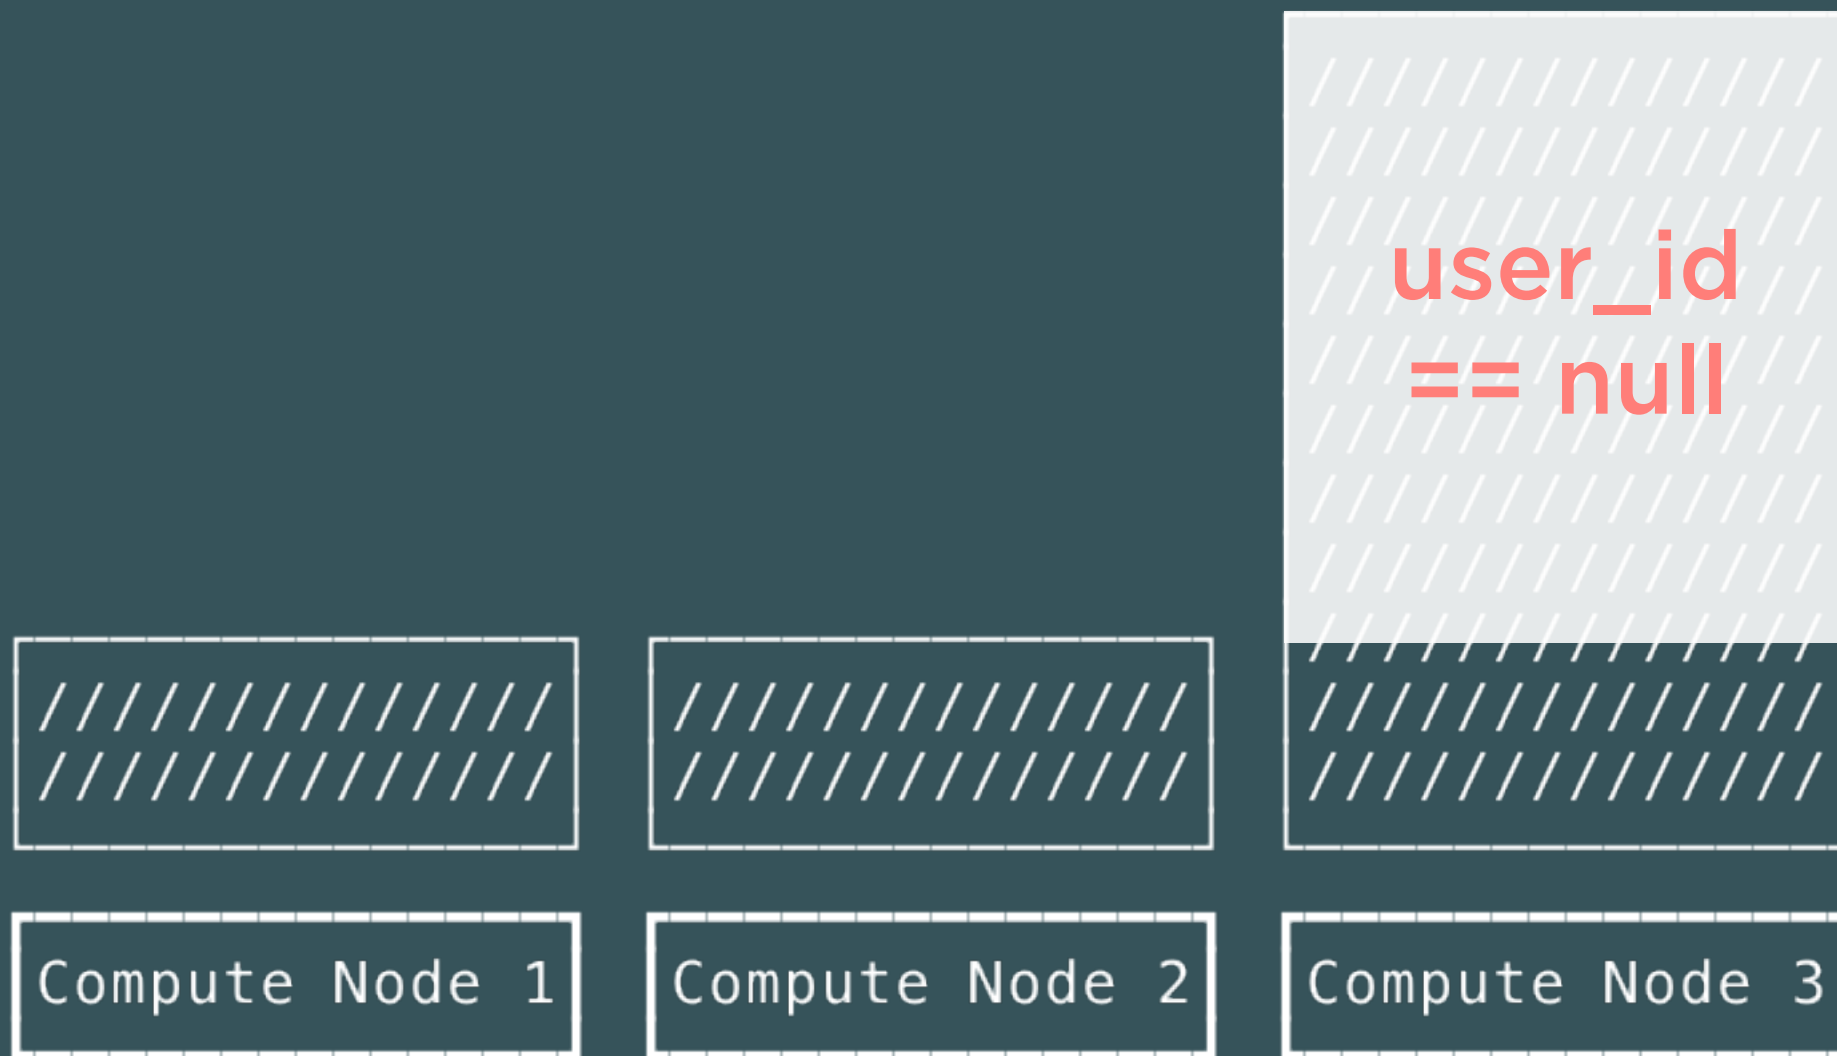 user_id
== null
Compute Node 1
Compute Node 2
Compute Node 3